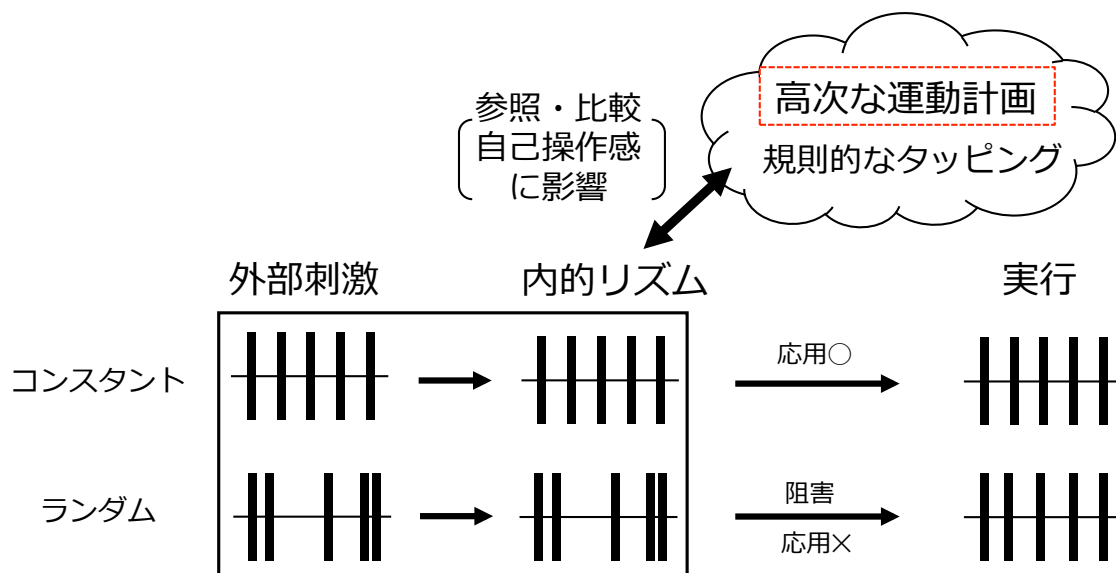 高次な運動計画
規則的なタッピング
参照・比較
自己操作感
に影響
外部刺激
内的リズム
実行
コンスタント
応用○
ランダム
阻害
応用×